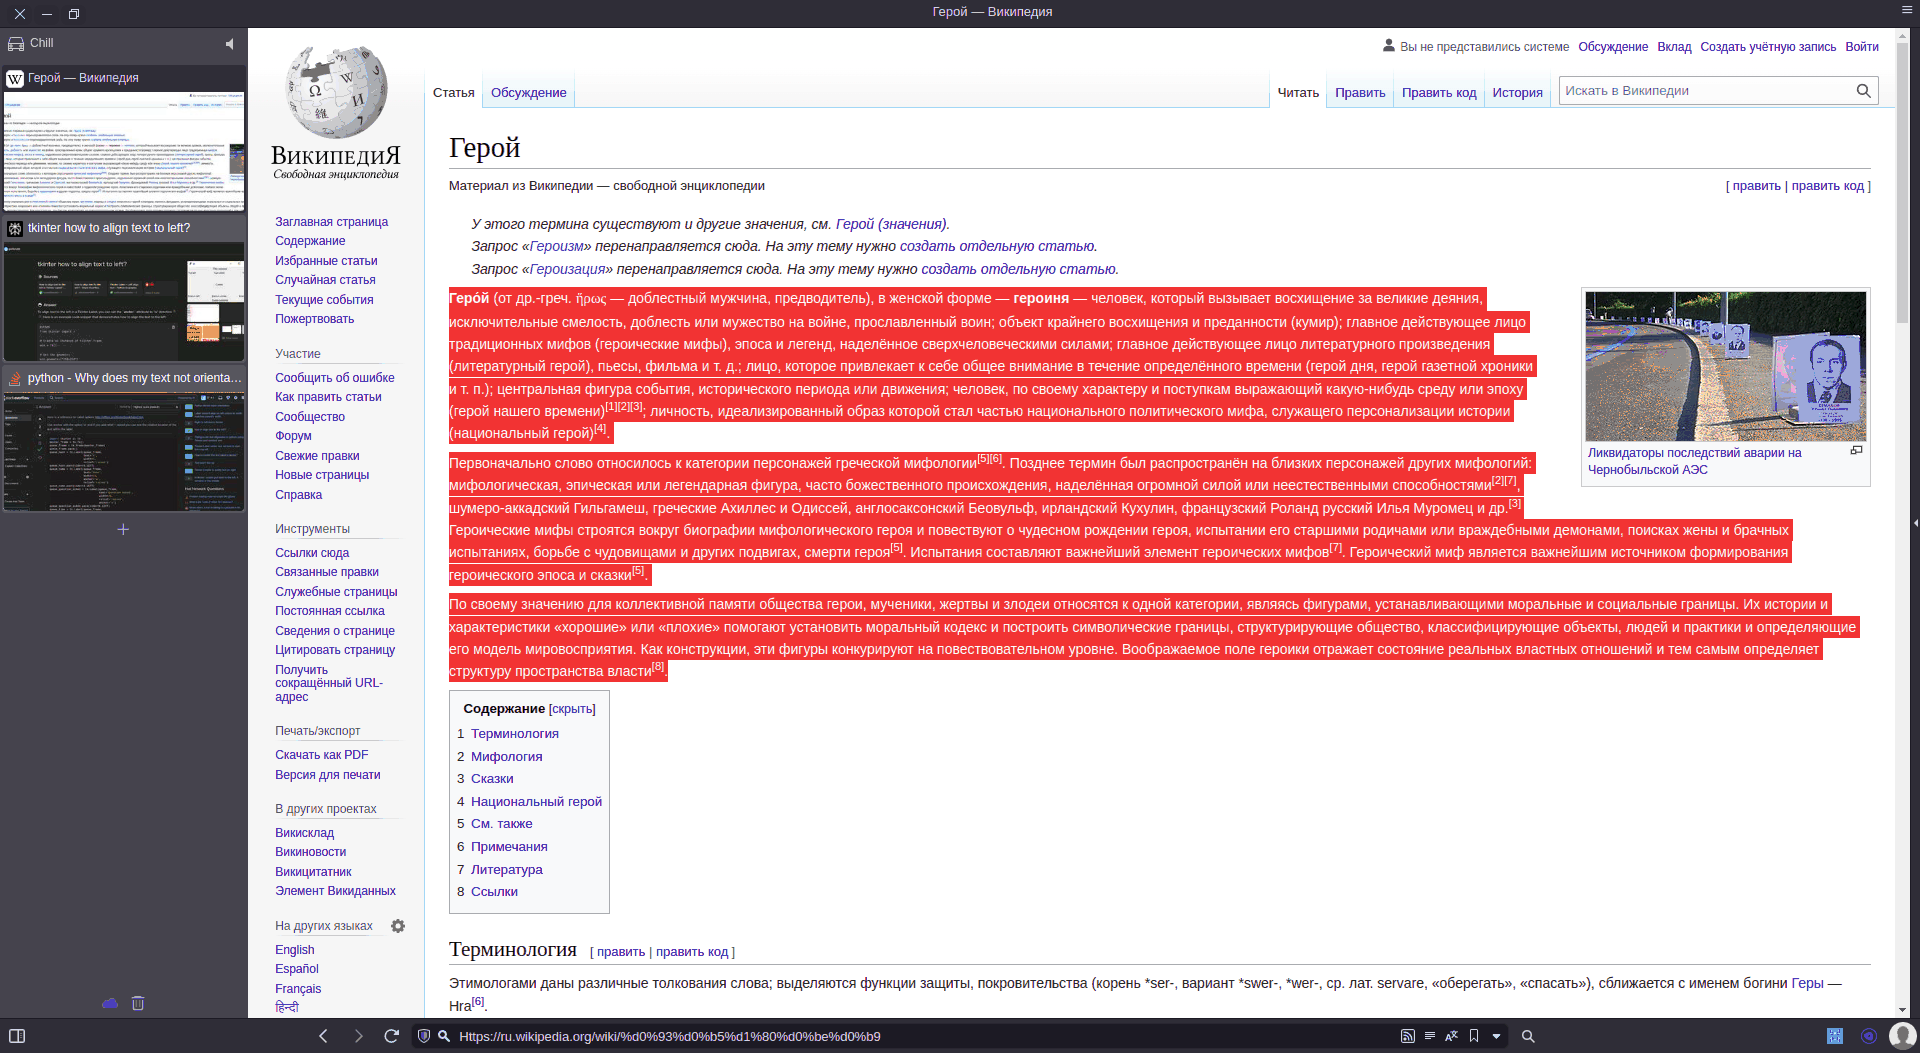 Герой — Википедия
Chill
Герой — Википедия
tkinter how to align text to left?
python - Why does my text not orienta…
ВикипедиЯ
Свободная энциклопедия
Заглавная страница
Содержание
Избранные статьи
Случайная статья
Текущие события
Пожертвовать
Участие
Сообщить об ошибке
Как править статьи
Сообщество
Форум
Свежие правки
Новые страницы
Справка
Инструменты
Ссылки сюда
Связанные правки
Служебные страницы
Постоянная ссылка
Сведения о странице
Цитировать страницу
Получить
сокращённый URL-
адрес
Печать/экспорт
Скачать как PDF
Версия для печати
В других проектах
Викисклад
Викиновости
Викицитатник
Элемент Викиданных
На других языках
English
Español
Français
हिन्दी
Вы не представились системе Обсуждение Вклад Создать учётную запись Войти
Статья Обсуждение Читать Править Править код История Искать в Википедии
Герой
Материал из Википедии — свободной энциклопедии
[ править | править код ]
У этого термина существуют и другие значения, см. Герой (значения).
Запрос «Героизм» перенаправляется сюда. На эту тему нужно создать отдельную статью.
Запрос «Героизация» перенаправляется сюда. На эту тему нужно создать отдельную статью.
Геро́й (от др.-греч. ἥρως — доблестный мужчина, предводитель), в женской форме — героиня — человек, который вызывает восхищение за великие деяния,
исключительные смелость, доблесть или мужество на войне, прославленный воин; объект крайнего восхищения и преданности (кумир); главное действующее лицо
традиционных мифов (героические мифы), эпоса и легенд, наделённое сверхчеловеческими силами; главное действующее лицо литературного произведения
(литературный герой), пьесы, фильма и т. д.; лицо, которое привлекает к себе общее внимание в течение определённого времени (герой дня, герой газетной хроники
и т. п.); центральная фигура события, исторического периода или движения; человек, по своему характеру и поступкам выражающий какую-нибудь среду или эпоху
(герой нашего времени)[1][2][3]; личность, идеализированный образ которой стал частью национального политического мифа, служащего персонализации истории
(национальный герой)[4].
Ликвидаторы последствий аварии на
Чернобыльской АЭС
Первоначально слово относилось к категории персонажей греческой мифологии[5][6]. Позднее термин был распространён на близких персонажей других мифологий:
мифологическая, эпическая или легендарная фигура, часто божественного происхождения, наделённая огромной силой или неестественными способностями[2][7],
шумеро-аккадский Гильгамеш, греческие Ахиллес и Одиссей, англосаксонский Беовульф, ирландский Кухулин, французский Роланд русский Илья Муромец и др.[3]
Героические мифы строятся вокруг биографии мифологического героя и повествуют о чудесном рождении героя, испытании его старшими родичами или враждебными демонами, поисках жены и брачных
испытаниях, борьбе с чудовищами и других подвигах, смерти героя[5]. Испытания составляют важнейший элемент героических мифов[7]. Героический миф является важнейшим источником формирования
героического эпоса и сказки[5].
По своему значению для коллективной памяти общества герои, мученики, жертвы и злодеи относятся к одной категории, являясь фигурами, устанавливающими моральные и социальные границы. Их истории и
характеристики «хорошие» или «плохие» помогают установить моральный кодекс и построить символические границы, структурирующие общество, классифицирующие объекты, людей и практики и определяющие
его модель мировосприятия. Как конструкции, эти фигуры конкурируют на повествовательном уровне. Воображаемое поле героики отражает состояние реальных властных отношений и тем самым определяет
структуру пространства власти[8].
Содержание [скрыть]
1 Терминология
2 Мифология
3 Сказки
4 Национальный герой
5 См. также
6 Примечания
7 Литература
8 Ссылки
Терминология [ править | править код ]
Этимологами даны различные толкования слова; выделяются функции защиты, покровительства (корень *ser-, вариант *swer-, *wer-, ср. лат. servare, «оберегать», «спасать»), сближается с именем богини Геры —
Hra[6].
Https://ru.wikipedia.org/wiki/%d0%93%d0%b5%d1%80%d0%be%d0%b9